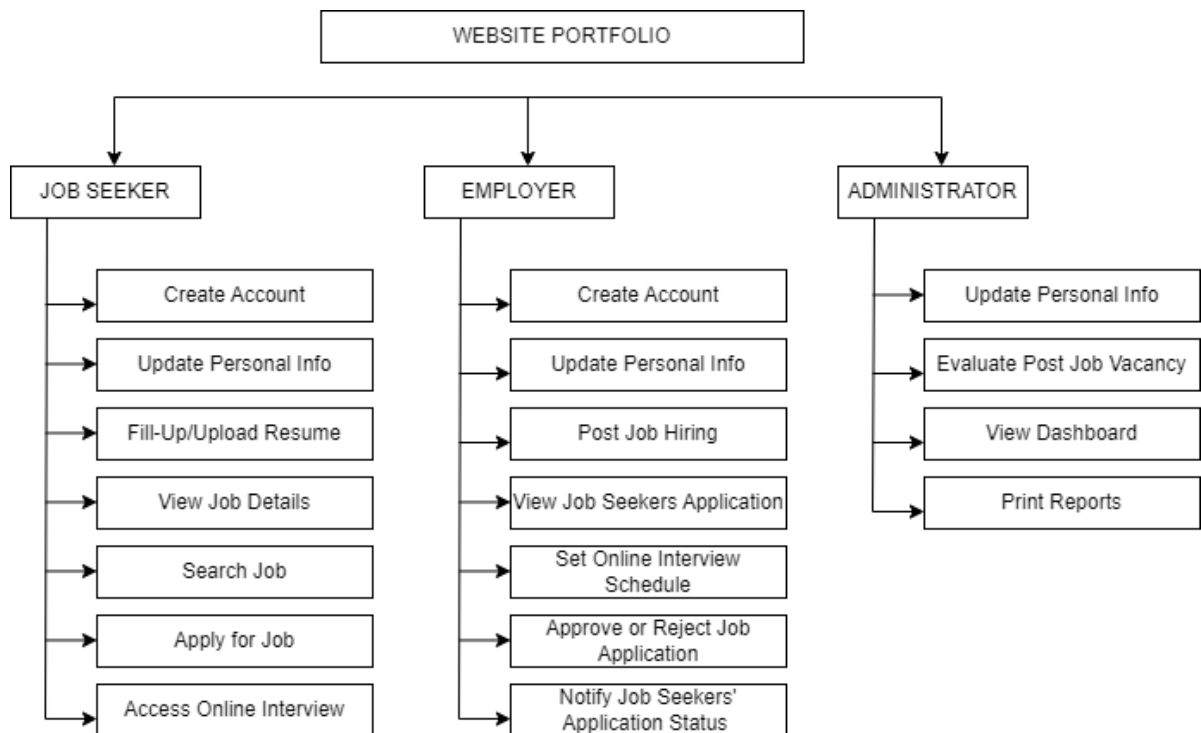 WEBSITE PORTFOLIO
JOB SEEKER
EMPLOYER
ADMINISTRATOR
Create Account
Update Personal Info
Fill-Up/Upload Resume
View Job Details
Search Job
Apply for Job
Access Online Interview
Create Account
Update Personal Info
Post Job Hiring
View Job Seekers Application
Set Online Interview
Schedule
Approve or Reject Job
Application
Notify Job Seekers'
Application Status
Update Personal Info
Evaluate Post Job Vacancy
View Dashboard
Print Reports